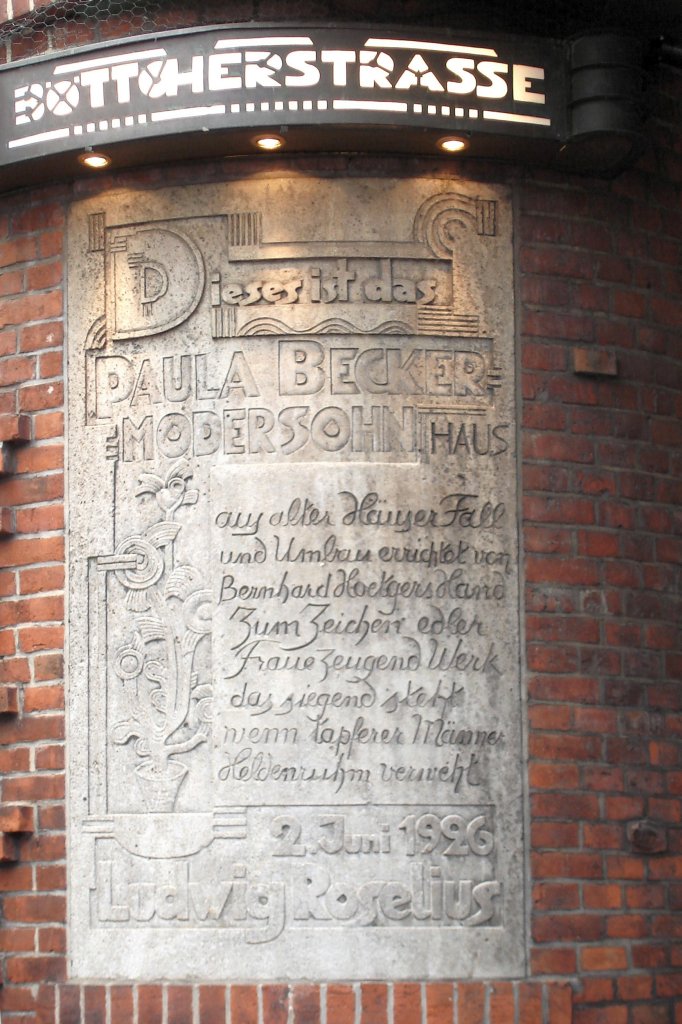 BÖTTCHERSTRASSE
Dieses ist das
PAULA BECKER
MODERSOHN HAUS
aus alter Häuser Fall
und Umbau errichtet von
Bernhard Hoetgers Hand
Zum Zeichen edler
Fraue zeugend Werk
das siegend steht
wenn tapferer Männer
Heldenruhm verweht
2. Juni 1926
Ludwig Roselius